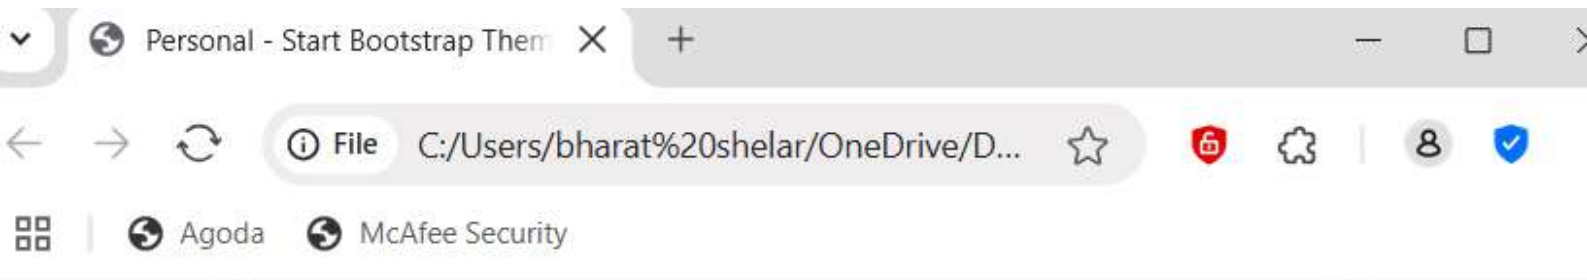 Personal - Start Bootstrap Them
File C:/Users/bharat%20shelar/OneDrive/D...
Agoda McAfee Security